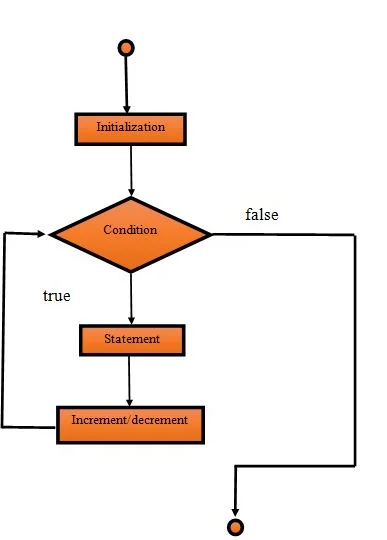 Initialization
Condition
false
true
Statement
Increment/decrement